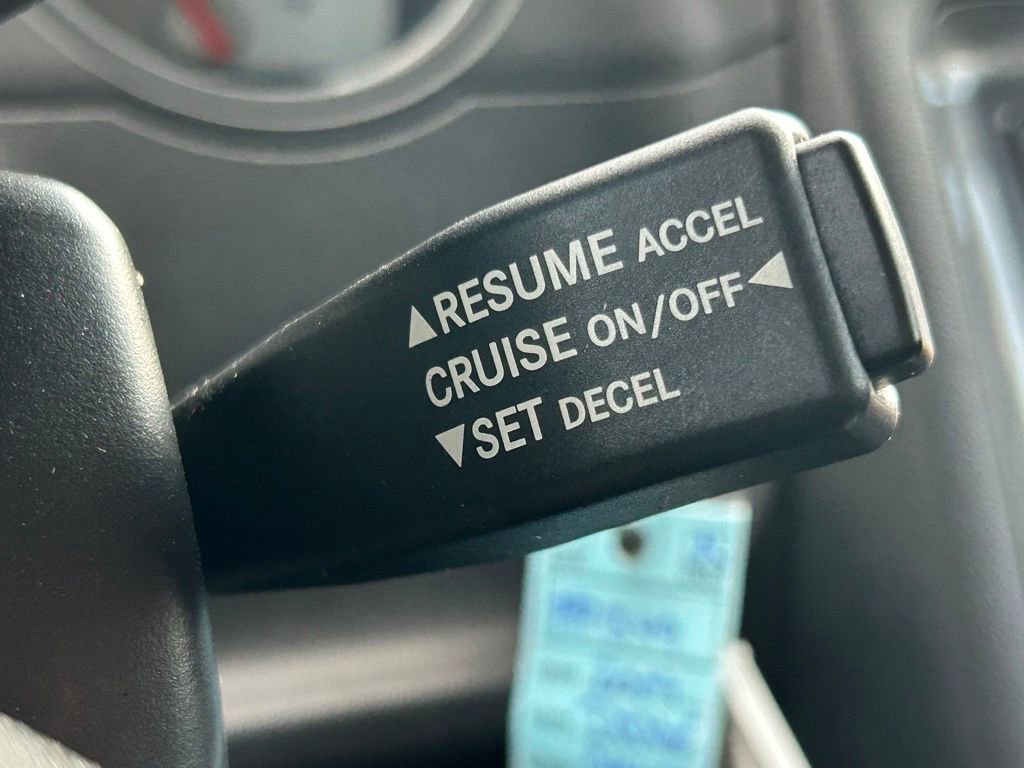 ▲RESUME ACCEL
CRUISE ON/OFF◀
▼SET DECEL